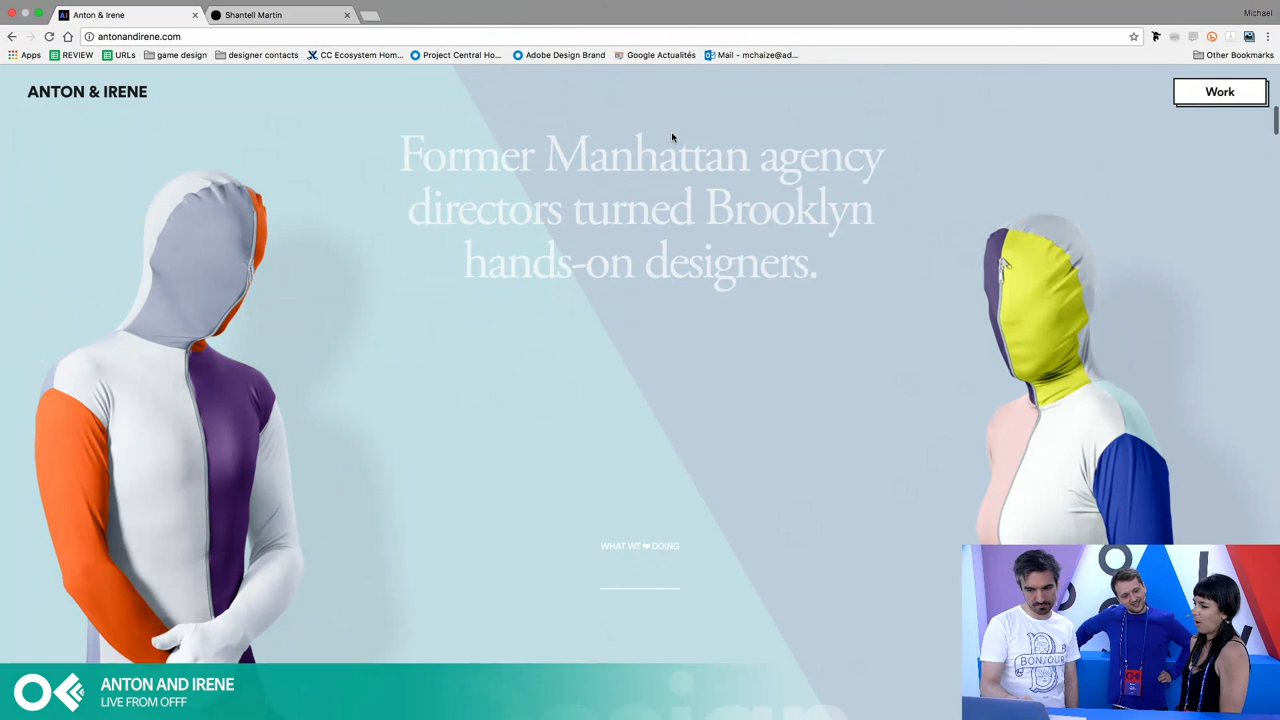 Anton & Irene
Shantell Martin
Michael
antonandirene.com
Apps
REVIEW
URLs
game design
designer contacts
CC Ecosystem Hom...
Project Central Ho...
Adobe Design Brand
Google Actualités
Mail - mchaize@ad...
Other Bookmarks
ANTON & IRENE
Work
Former Manhattan agency
directors turned Brooklyn
hands-on designers.
WHAT WE ❤ DOING
BONJOUR
ANTON AND IRENE
LIVE FROM OFFF